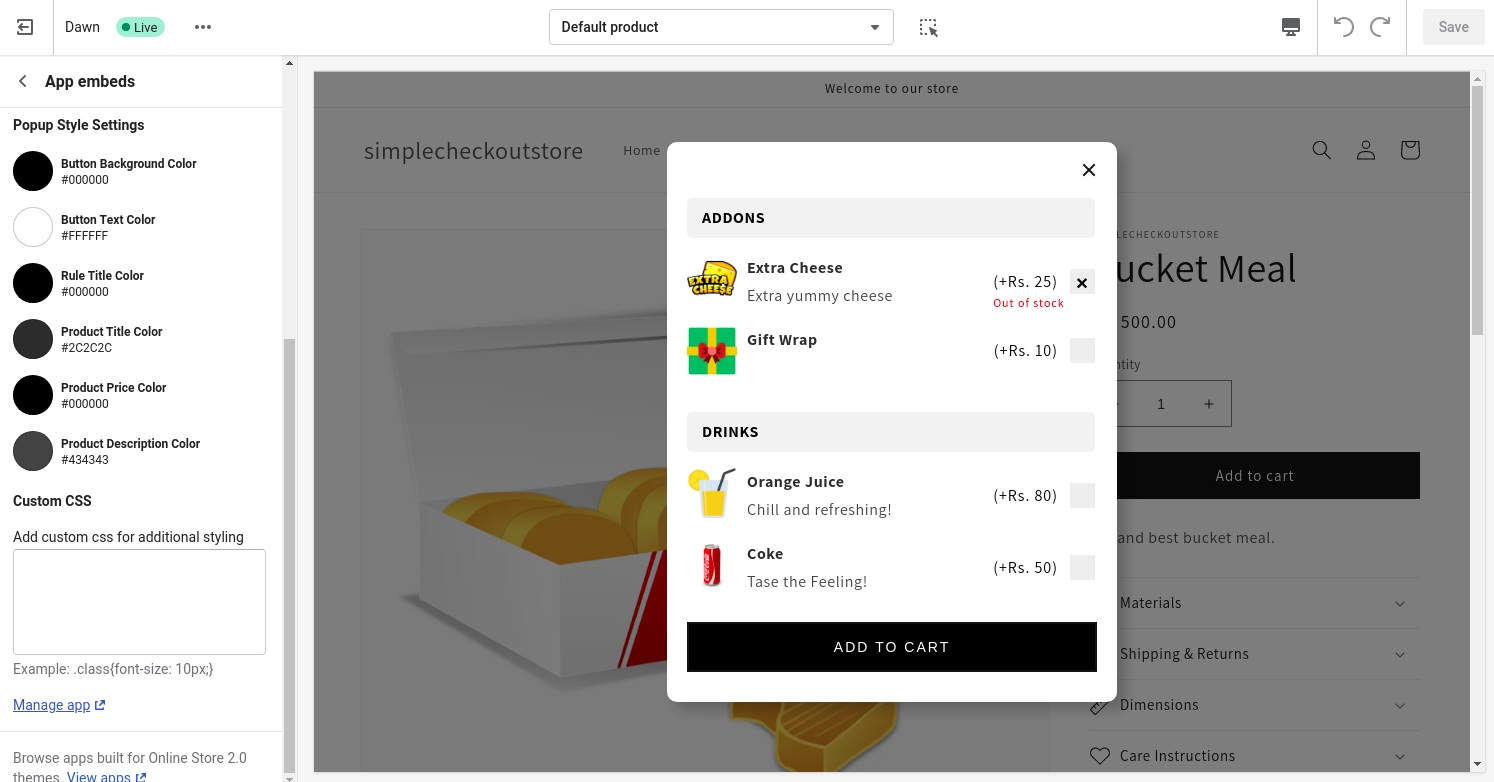 Dawn
Live
Default product
Save
App embeds
Popup Style Settings
Button Background Color
#000000
Button Text Color
#FFFFFF
Rule Title Color
#000000
Product Title Color
#2C2C2C
Product Price Color
#000000
Product Description Color
#434343
Custom CSS
Add custom css for additional styling
Example: .class{font-size: 10px;}
Manage app
Browse apps built for Online Store 2.0
themes. View apps
Welcome to our store
simplecheckoutstore
Home
ADDONS
EXTRA CHEESE
Extra Cheese
Extra yummy cheese
(+Rs. 25)
Out of stock
Gift Wrap
(+Rs. 10)
DRINKS
Orange Juice
Chill and refreshing!
(+Rs. 80)
Coke
Tase the Feeling!
(+Rs. 50)
ADD TO CART
LECHECKOUTSTORE
ucket Meal
500.00
ntity
1
Add to cart
and best bucket meal.
Materials
Shipping & Returns
Dimensions
Care Instructions